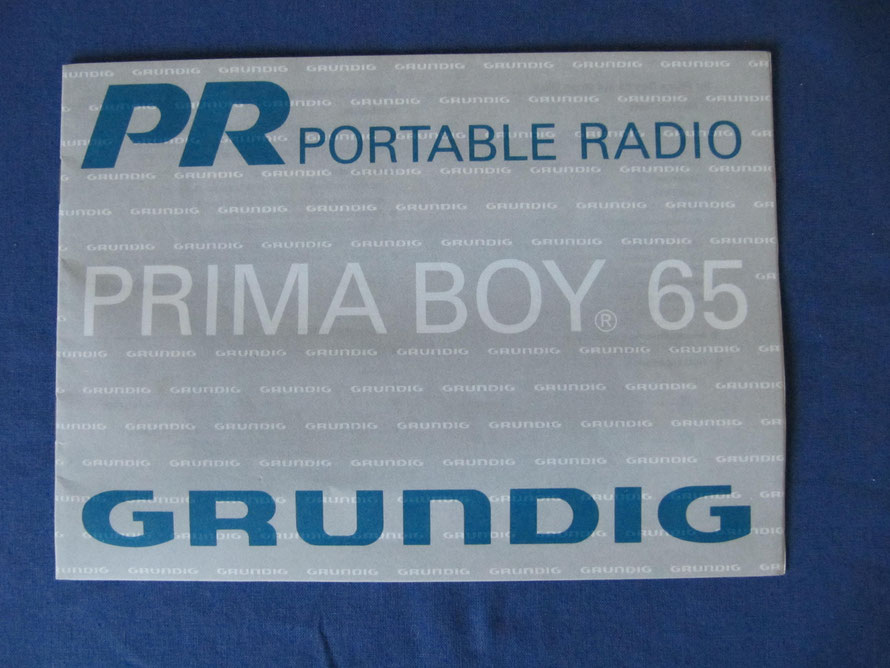 PR PORTABLE RADIO
PRIMA BOY® 65
GRUNDIG